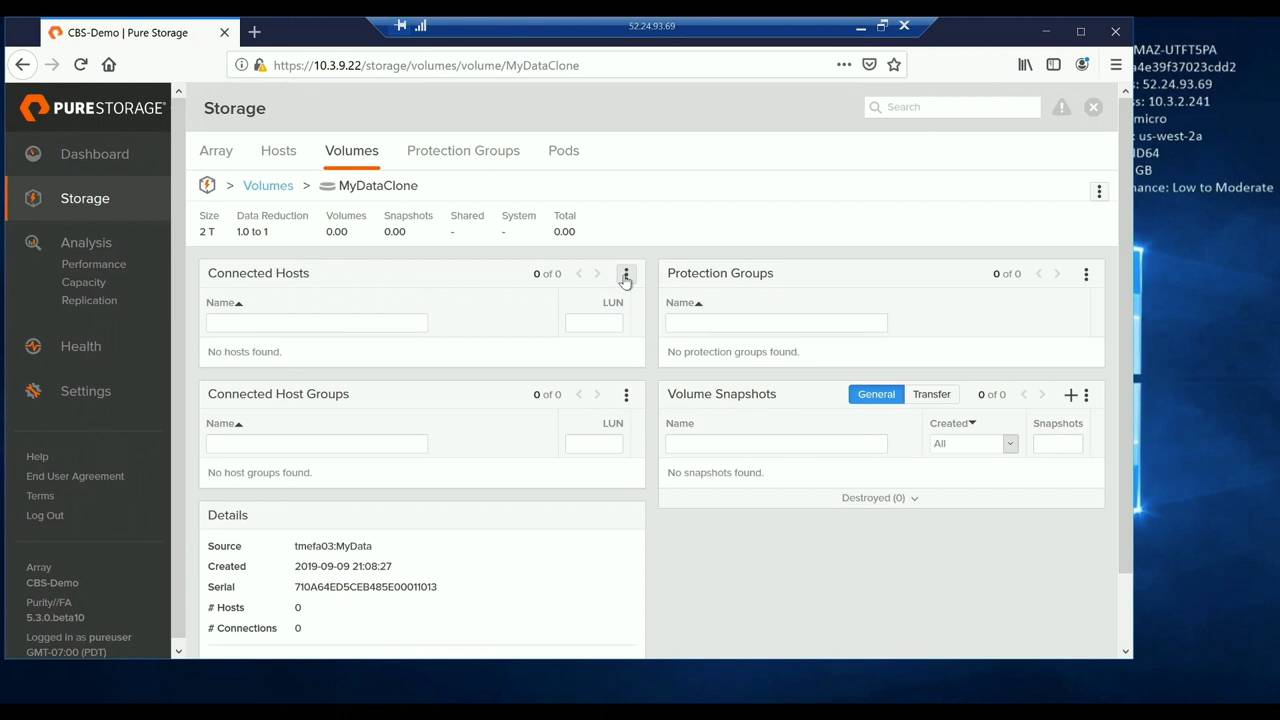 CBS-Demo | Pure Storage
52.24.93.69
https://10.3.9.22/storage/volumes/volume/MyDataClone
MAZ-UTFT5PA
a4e39f37023cdd2
s: 52.24.93.69
ss: 10.3.2.241
micro
: us-west-2a
MD64
GB
nance: Low to Moderate
PURESTORAGE®
Dashboard
Storage
Analysis
Performance
Capacity
Replication
Health
Settings
Help
End User Agreement
Terms
Log Out
Array
CBS-Demo
Purity//FA
5.3.0.beta10
Logged in as pureuser
GMT-07:00 (PDT)
Storage
Search
Array Hosts Volumes Protection Groups Pods
> Volumes > MyDataClone
Size Data Reduction Volumes Snapshots Shared System Total
2 T 1.0 to 1 0.00 0.00 - - 0.00
Connected Hosts 0 of 0
Name LUN
No hosts found.
Protection Groups 0 of 0
Name
No protection groups found.
Connected Host Groups 0 of 0
Name LUN
No host groups found.
Volume Snapshots General Transfer 0 of 0
Name Created Snapshots
All
No snapshots found.
Destroyed (0)
Details
Source tmefa03:MyData
Created 2019-09-09 21:08:27
Serial 710A64ED5CEB485E00011013
# Hosts 0
# Connections 0